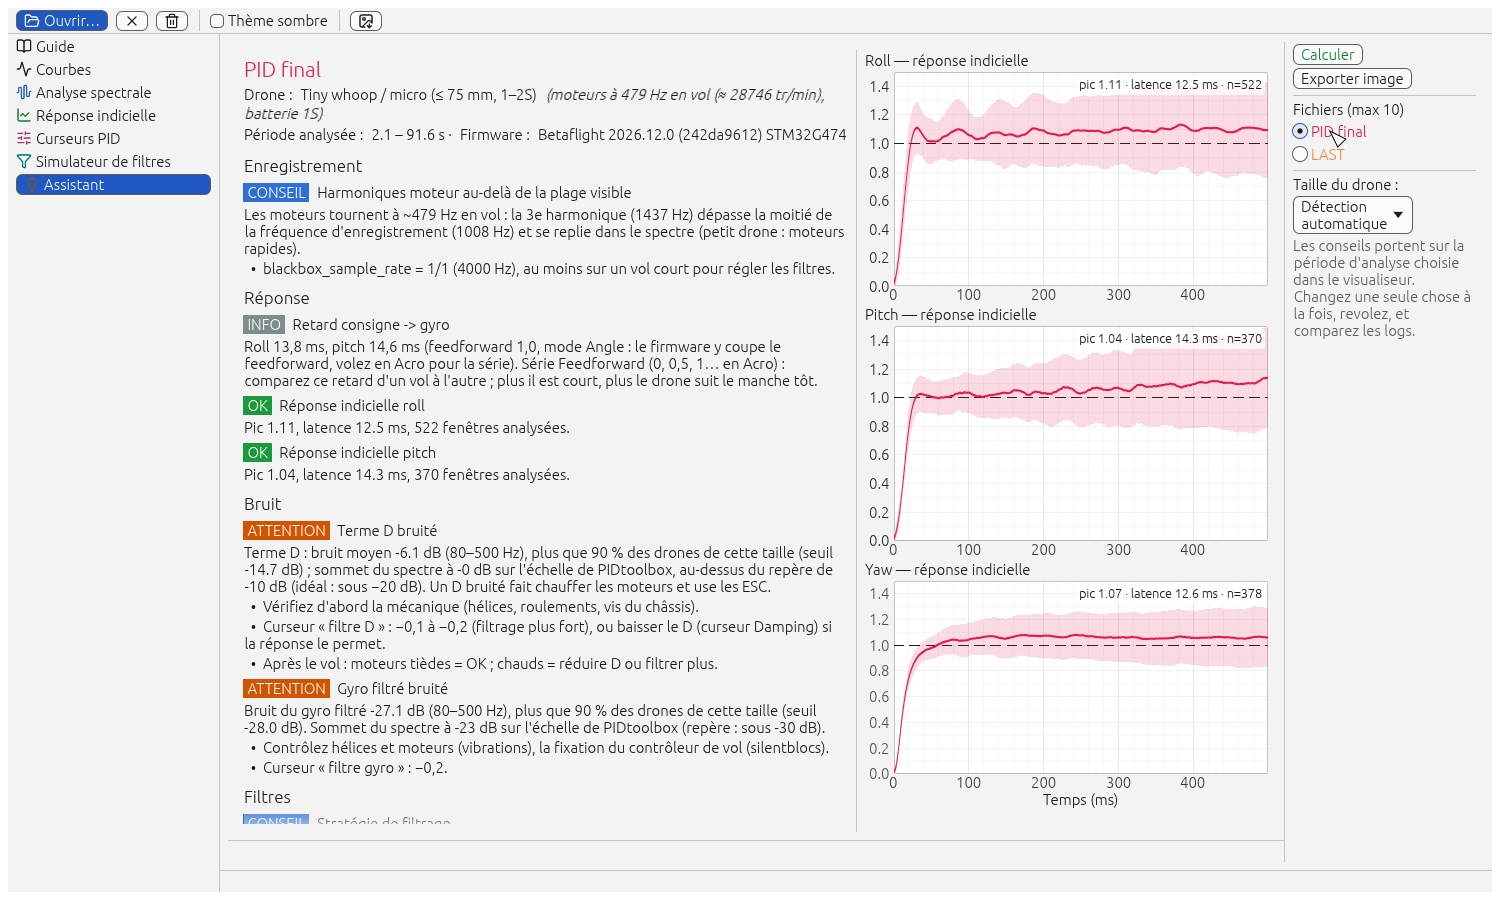 Ouvrir…
Thème sombre
Guide
Courbes
Analyse spectrale
Réponse indicielle
Curseurs PID
Simulateur de filtres
Assistant
PID final
Drone : Tiny whoop / micro (≤ 75 mm, 1–2S) (moteurs à 479 Hz en vol (≈ 28746 tr/min),
batterie 1S)
Période analysée : 2.1 – 91.6 s · Firmware : Betaflight 2026.12.0 (242da9612) STM32G474
Enregistrement
CONSEIL Harmoniques moteur au-delà de la plage visible
Les moteurs tournent à ~479 Hz en vol : la 3e harmonique (1437 Hz) dépasse la moitié de
la fréquence d'enregistrement (1008 Hz) et se replie dans le spectre (petit drone : moteurs
rapides).
• blackbox_sample_rate = 1/1 (4000 Hz), au moins sur un vol court pour régler les filtres.
Réponse
INFO Retard consigne -> gyro
Roll 13,8 ms, pitch 14,6 ms (feedforward 1,0, mode Angle : le firmware y coupe le
feedforward, volez en Acro pour la série). Série Feedforward (0, 0,5, 1… en Acro) :
comparez ce retard d'un vol à l'autre ; plus il est court, plus le drone suit le manche tôt.
OK Réponse indicielle roll
Pic 1.11, latence 12.5 ms, 522 fenêtres analysées.
OK Réponse indicielle pitch
Pic 1.04, latence 14.3 ms, 370 fenêtres analysées.
Bruit
ATTENTION Terme D bruité
Terme D : bruit moyen -6.1 dB (80–500 Hz), plus que 90 % des drones de cette taille (seuil
-14.7 dB) ; sommet du spectre à -0 dB sur l'échelle de PIDtoolbox, au-dessus du repère de
-10 dB (idéal : sous −20 dB). Un D bruité fait chauffer les moteurs et use les ESC.
• Vérifiez d'abord la mécanique (hélices, roulements, vis du châssis).
• Curseur « filtre D » : −0,1 à −0,2 (filtrage plus fort), ou baisser le D (curseur Damping) si
la réponse le permet.
• Après le vol : moteurs tièdes = OK ; chauds = réduire D ou filtrer plus.
ATTENTION Gyro filtré bruité
Bruit du gyro filtré -27.1 dB (80–500 Hz), plus que 90 % des drones de cette taille (seuil
-28.0 dB). Sommet du spectre à -23 dB sur l'échelle de PIDtoolbox (repère : sous -30 dB).
• Contrôlez hélices et moteurs (vibrations), la fixation du contrôleur de vol (silentblocs).
• Curseur « filtre gyro » : −0,2.
Filtres
CONSEIL Stratégie de filtrage
Roll — réponse indicielle
pic 1.11 · latence 12.5 ms · n=522
1.4
1.2
1.0
0.8
0.6
0.4
0.2
0.0
0 100 200 300 400
Pitch — réponse indicielle
pic 1.04 · latence 14.3 ms · n=370
1.4
1.2
1.0
0.8
0.6
0.4
0.2
0.0
0 100 200 300 400
Yaw — réponse indicielle
pic 1.07 · latence 12.6 ms · n=378
1.4
1.2
1.0
0.8
0.6
0.4
0.2
0.0
0 100 200 300 400
Temps (ms)
Calculer
Exporter image
Fichiers (max 10)
PID final
LAST
Taille du drone :
Détection
automatique
Les conseils portent sur la
période d'analyse choisie
dans le visualiseur.
Changez une seule chose à
la fois, revolez, et
comparez les logs.